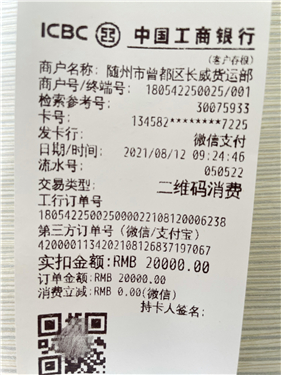 ICBC 中国工商银行
(客户存根)
商户名称: 随州市曾都区长威货运部
商户号/终端号: 180542250025/001
检索参考号: 30075933
卡号: 134582********7225
发卡行: 微信支付
日期/时间: 2021/08/12 09:24:46
流水号: 050522
交易类型: 二维码消费
工行订单号
180542250025000022108120006238
第三方订单号(微信/支付宝)
4200001134202108126837197067
实扣金额:RMB 20000.00
订单金额:RMB 20000.00
消费立减:RMB 0.00(微信)
持卡人签名: